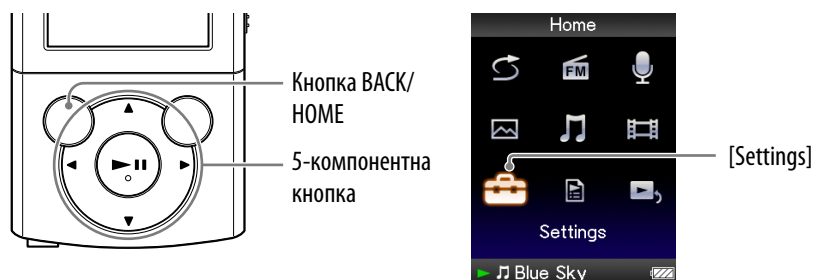 Кнопка BACK/
HOME
5-компонентна
кнопка
Home
FM
[Settings]
Settings
Blue Sky